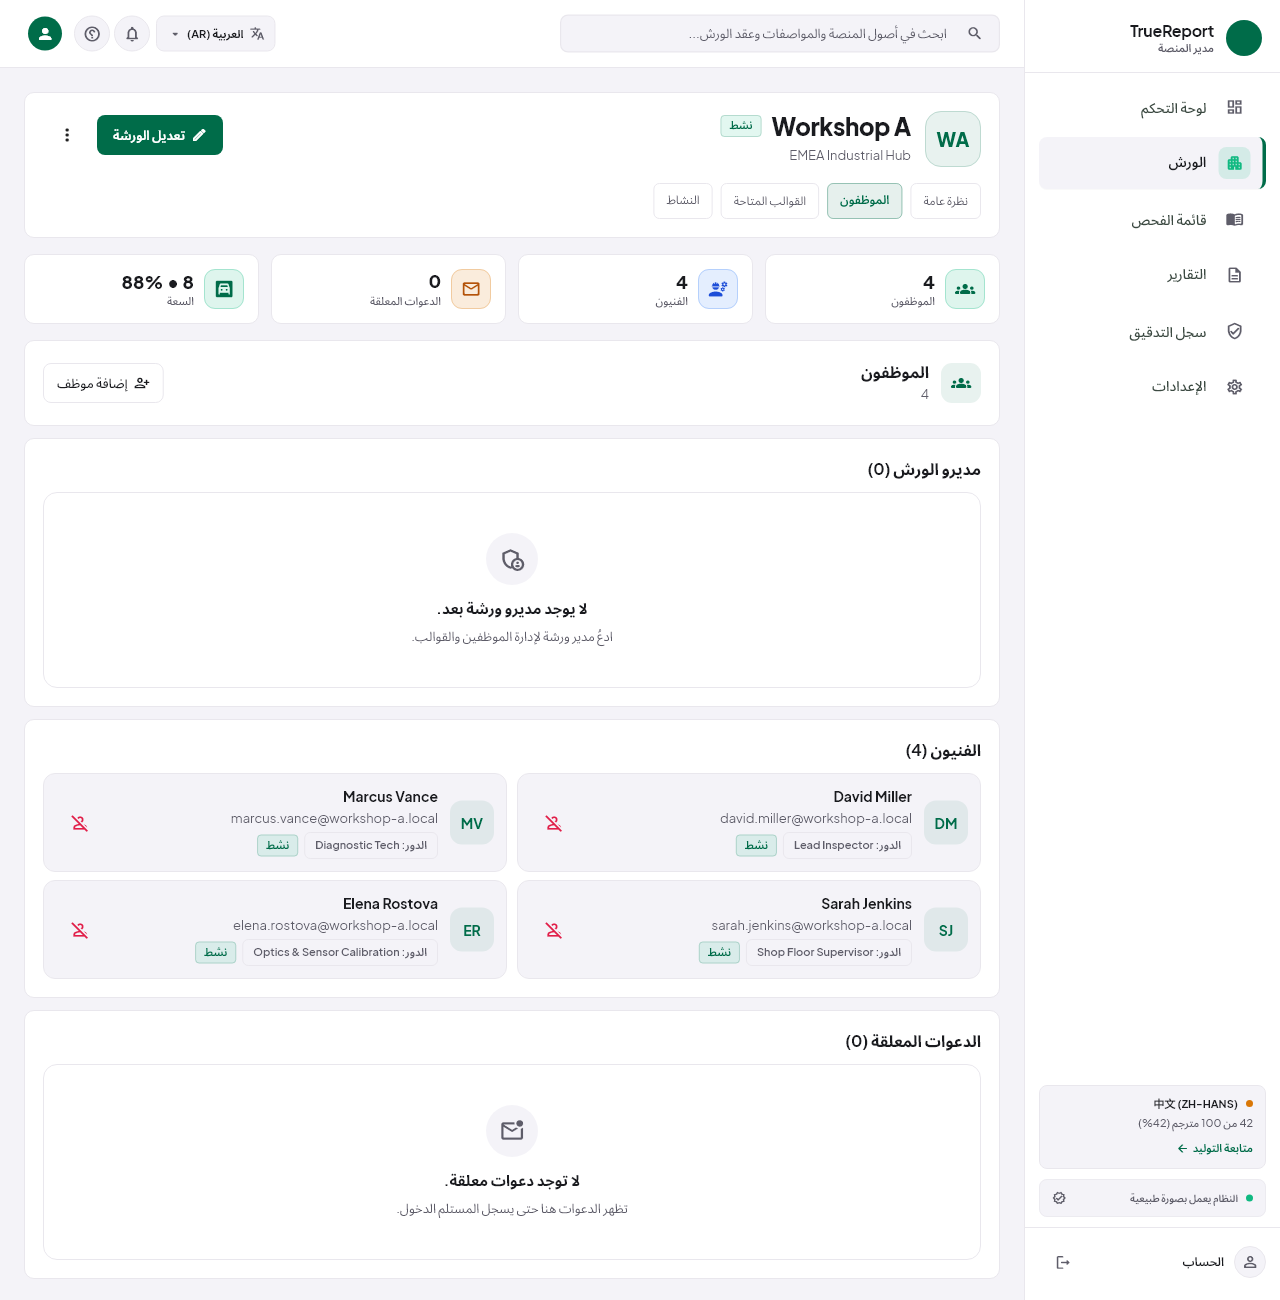 TrueReport
مدير المنصة
لوحة التحكم
الورش
قائمة الفحص
التقارير
سجل التدقيق
الإعدادات
中文 (ZH-HANS)
42 من 100 مترجم (42%)
متابعة التوليد ←
النظام يعمل بصورة طبيعية
الحساب
ابحث في أصول المنصة والمواصفات وعقد الورش...
العربية (AR)
WA
Workshop A
نشط
EMEA Industrial Hub
تعديل الورشة
نظرة عامة
الموظفون
القوالب المتاحة
النشاط
4
الموظفون
4
الفنيون
0
الدعوات المعلقة
8 • 88%
السعة
الموظفون
4
إضافة موظف
مديرو الورش (0)
لا يوجد مديرو ورشة بعد.
ادعُ مدير ورشة لإدارة الموظفين والقوالب.
الفنيون (4)
DM
David Miller
david.miller@workshop-a.local
الدور: Lead Inspector
نشط
MV
Marcus Vance
marcus.vance@workshop-a.local
الدور: Diagnostic Tech
نشط
SJ
Sarah Jenkins
sarah.jenkins@workshop-a.local
الدور: Shop Floor Supervisor
نشط
ER
Elena Rostova
elena.rostova@workshop-a.local
الدور: Optics & Sensor Calibration
نشط
الدعوات المعلقة (0)
لا توجد دعوات معلقة.
تظهر الدعوات هنا حتى يسجل المستلم الدخول.